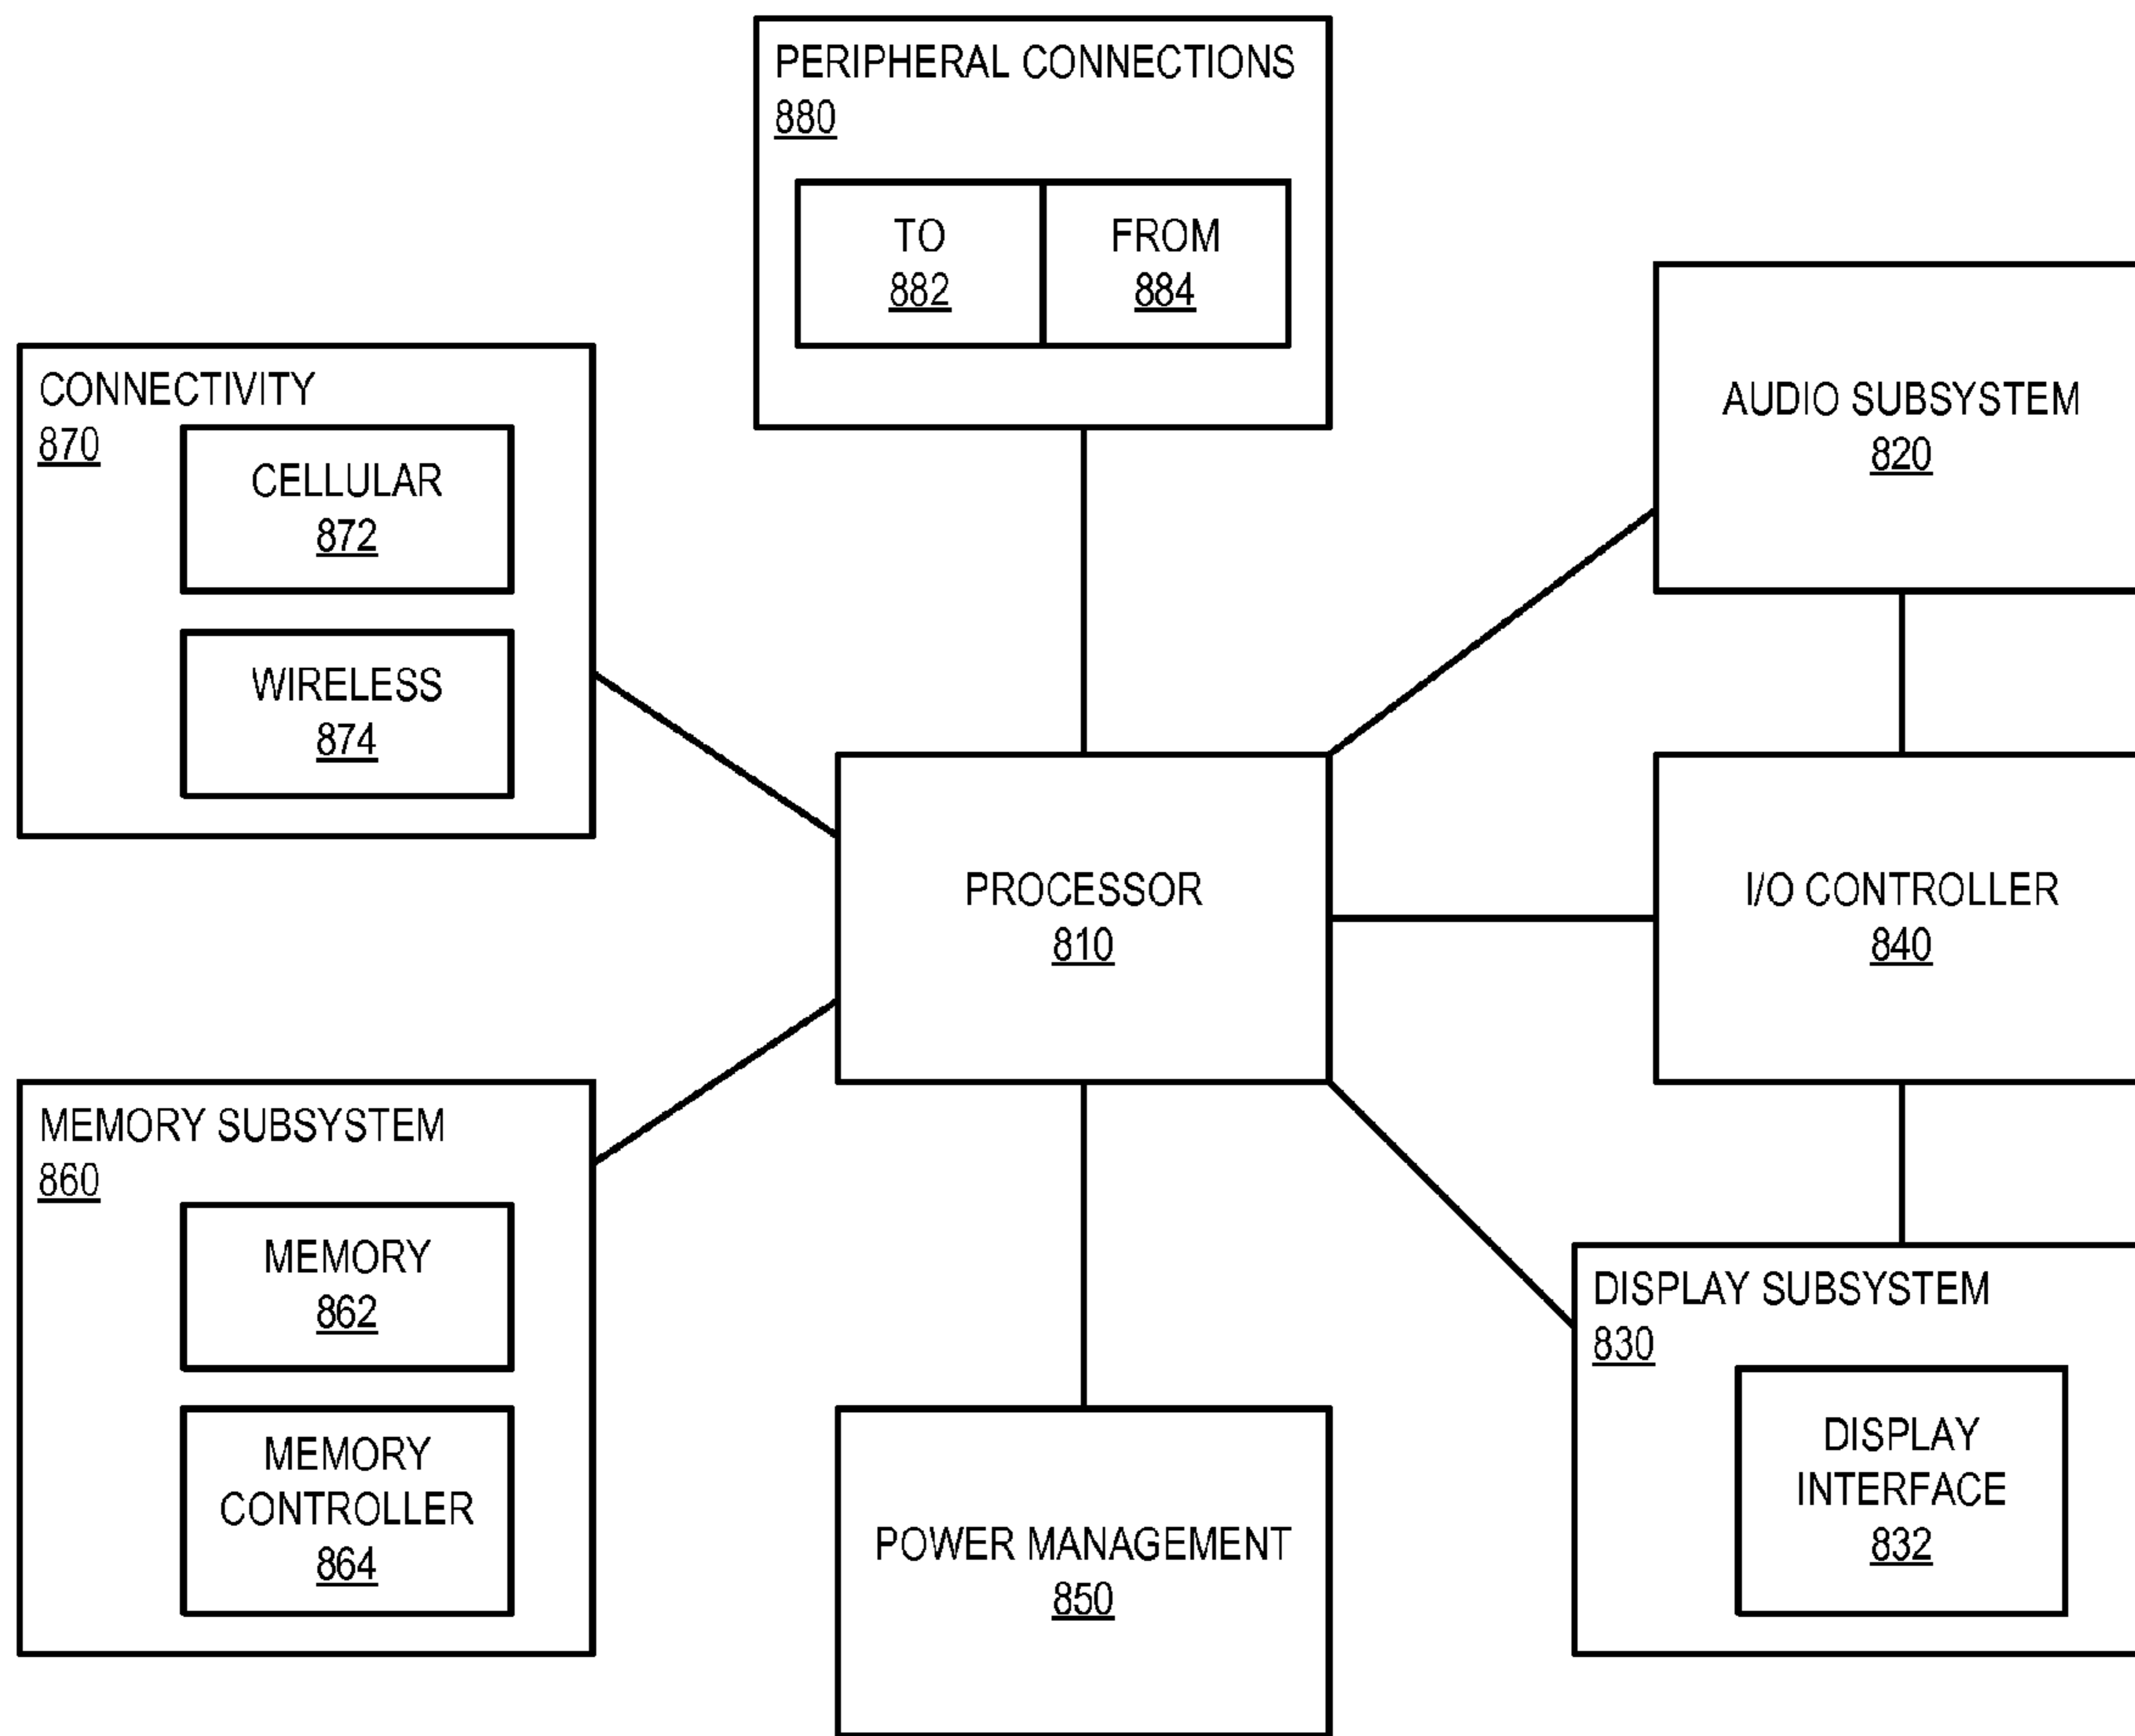 PERIPHERAL CONNECTIONS
880
TO
882
FROM
884
CONNECTIVITY
870
CELLULAR
872
WIRELESS
874
AUDIO SUBSYSTEM
820
PROCESSOR
810
I/O CONTROLLER
840
MEMORY SUBSYSTEM
860
MEMORY
862
MEMORY
CONTROLLER
864
POWER MANAGEMENT
850
DISPLAY SUBSYSTEM
830
DISPLAY
INTERFACE
832